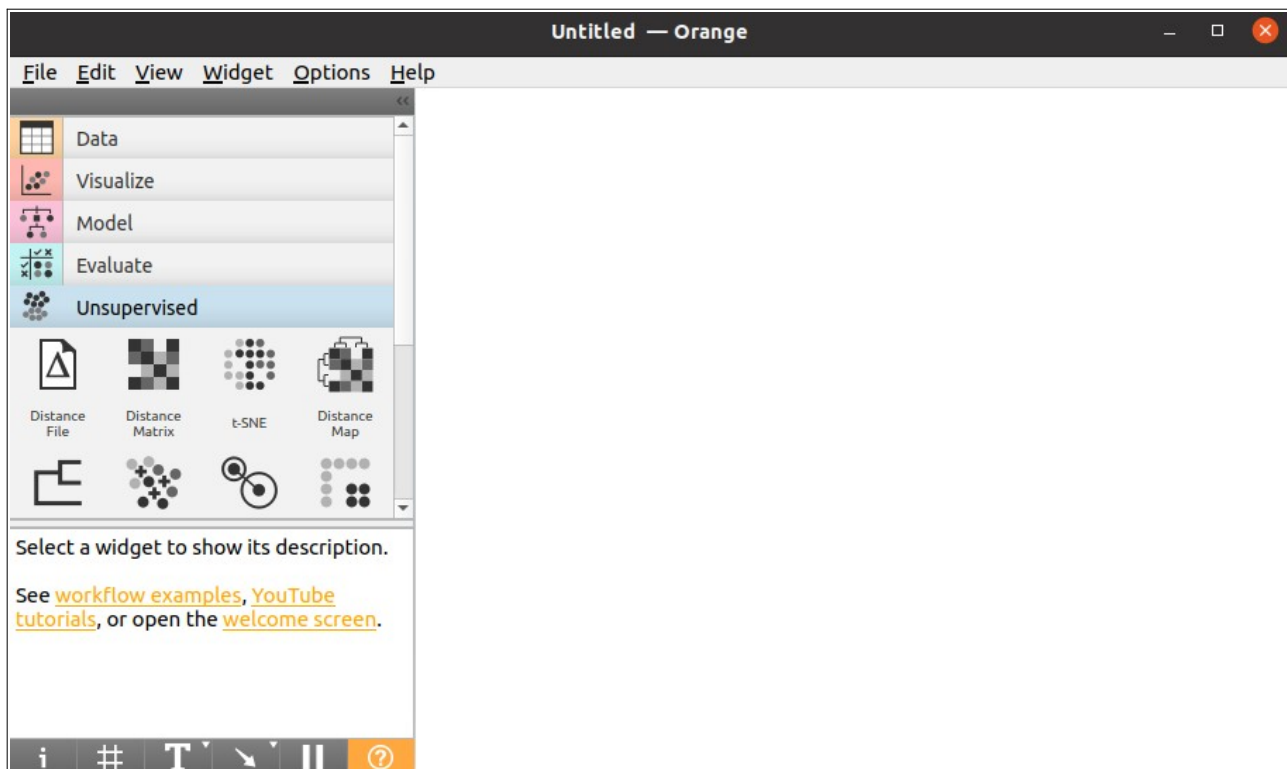 Untitled — Orange
File Edit View Widget Options Help
Data
Visualize
Model
Evaluate
Unsupervised
Distance File
Distance Matrix
t-SNE
Distance Map
Select a widget to show its description.
See workflow examples, YouTube
tutorials, or open the welcome screen.